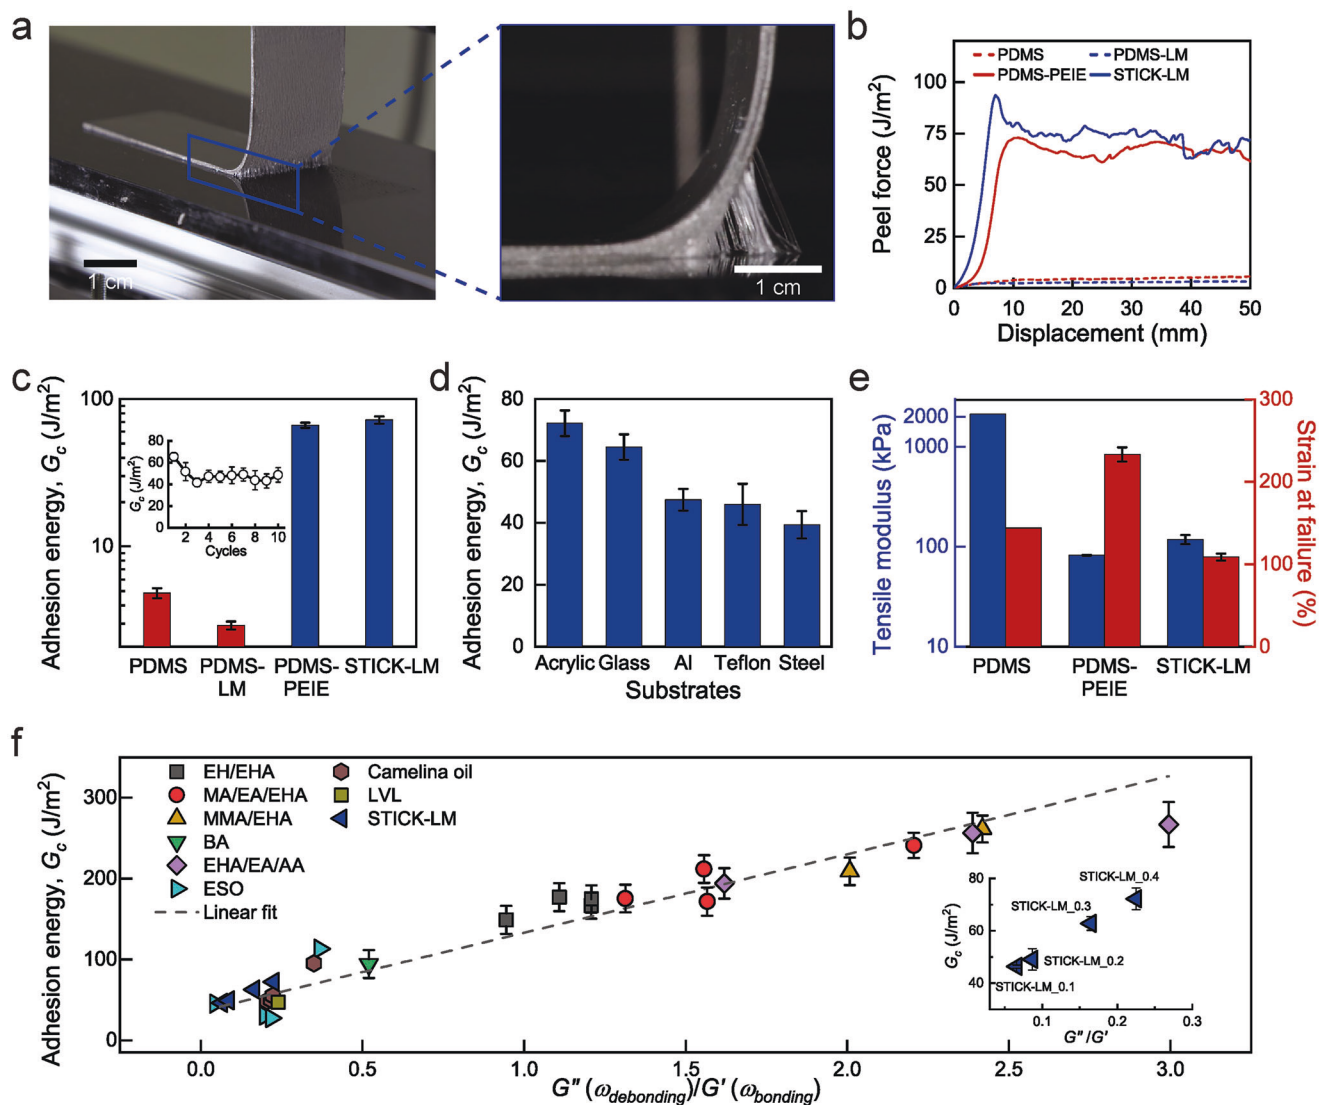 a
1 cm
1 cm
b
Peel force (J/m²)
PDMS
PDMS-LM
PDMS-PEIE
STICK-LM
100
75
50
25
0
0 10 20 30 40 50
Displacement (mm)
c
Adhesion energy, Gc (J/m²)
100
10
Gc (J/m²)
80
60
40
20
0
2 4 6 8 10
Cycles
PDMS
PDMS-LM
PDMS-PEIE
STICK-LM
d
Adhesion energy, Gc (J/m²)
80
60
40
20
0
Acrylic Glass Al Teflon Steel
Substrates
e
Tensile modulus (kPa)
2000
1000
100
10
PDMS
PDMS-PEIE
STICK-LM
300
200
100
0
Strain at failure (%)
f
Adhesion energy, Gc (J/m²)
300
200
100
0
EH/EHA
MA/EA/EHA
MMA/EHA
BA
EHA/EA/AA
ESO
Linear fit
Camelina oil
LVL
STICK-LM
0.0 0.5 1.0 1.5 2.0 2.5 3.0
G″ (ωdebonding)/G′ (ωbonding)
Gc (J/m²)
80
60
40
STICK-LM_0.4
STICK-LM_0.3
STICK-LM_0.2
STICK-LM_0.1
0.1 0.2 0.3
G″/G′